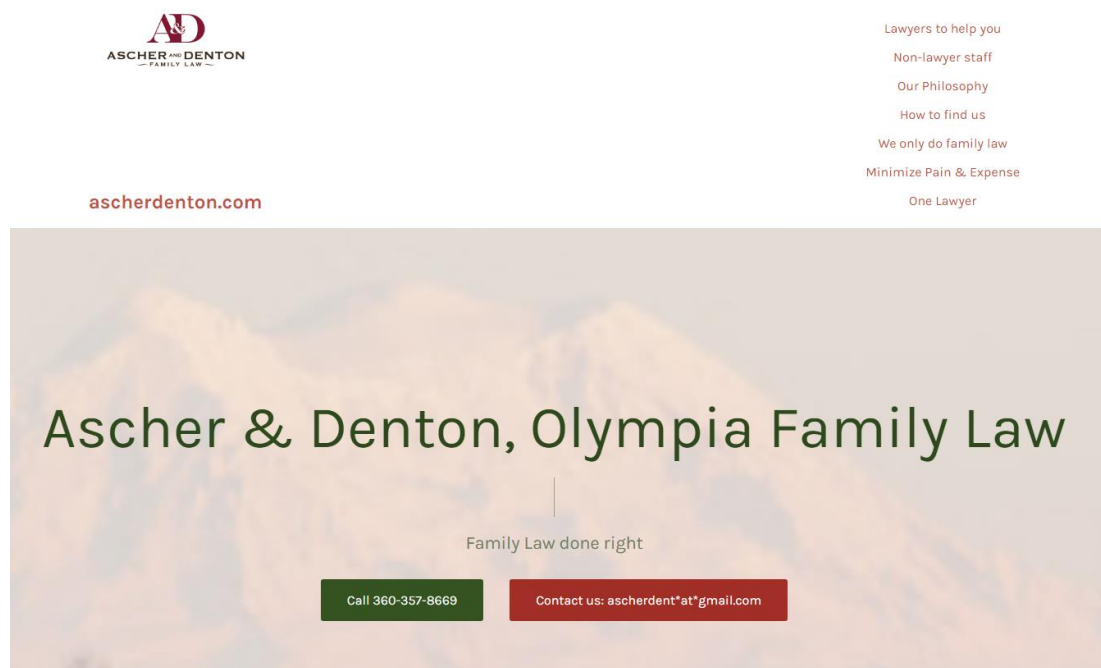 A&D
ASCHER AND DENTON
FAMILY LAW
ascherdenton.com
Lawyers to help you
Non-lawyer staff
Our Philosophy
How to find us
We only do family law
Minimize Pain & Expense
One Lawyer
Ascher & Denton, Olympia Family Law
Family Law done right
Call 360-357-8669
Contact us: ascherdent*at*gmail.com